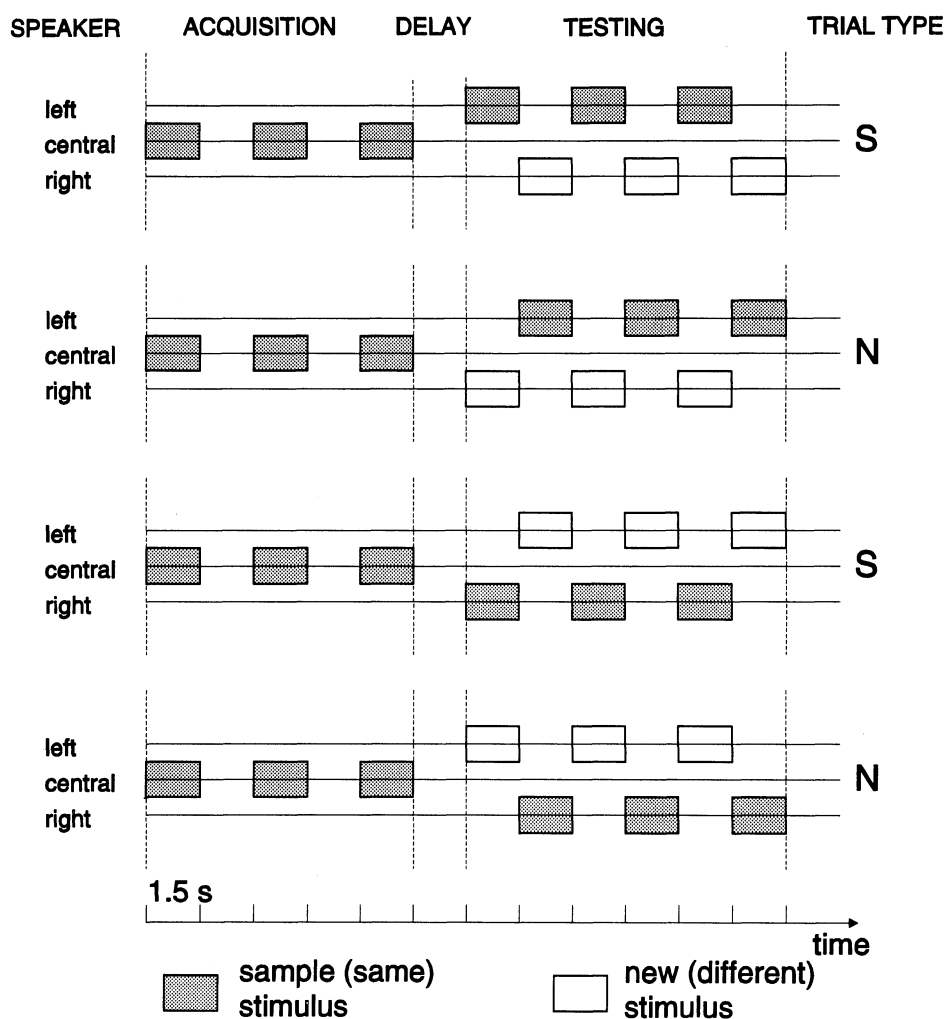 SPEAKER ACQUISITION DELAY TESTING TRIAL TYPE
left
central S
right
left
central N
right
left
central S
right
left
central N
right
1.5 s
time
sample (same) new (different)
stimulus stimulus